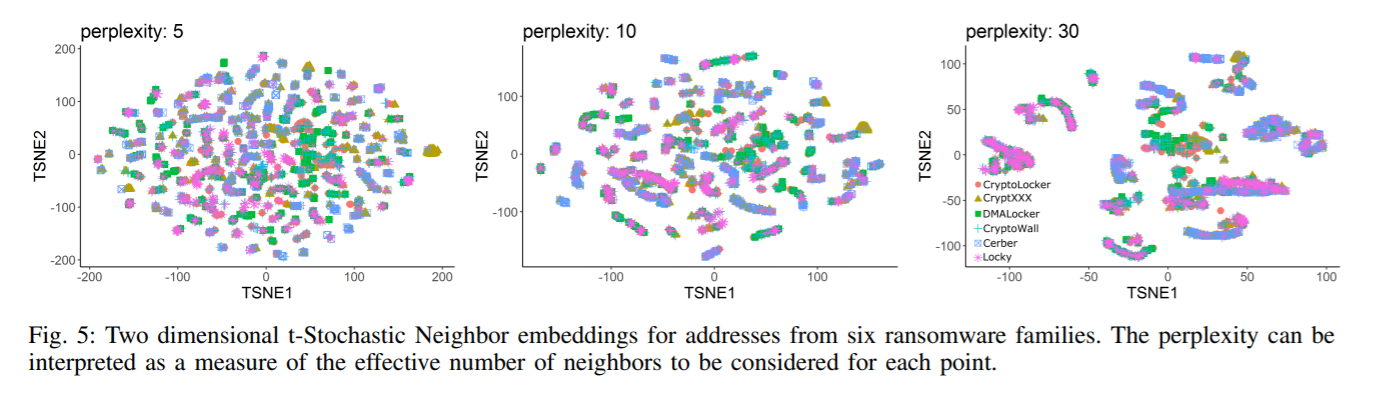 perplexity: 5
perplexity: 10
perplexity: 30
TSNE2
200
100
0
-100
-200
-200
-100
0
100
200
TSNE1
TSNE2
100
0
-100
-100
0
100
TSNE1
TSNE2
100
50
0
-50
-100
-100
-50
0
50
100
TSNE1
CryptoLocker
CryptXXX
DMALocker
CryptoWall
Cerber
Locky
Fig. 5: Two dimensional t-Stochastic Neighbor embeddings for addresses from six ransomware families. The perplexity can be
interpreted as a measure of the effective number of neighbors to be considered for each point.